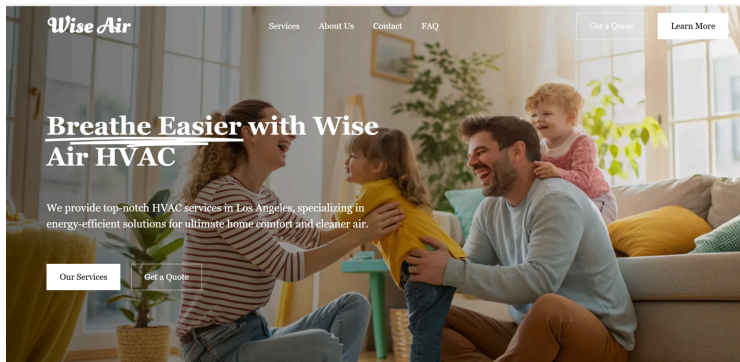 Wise Air
Services About Us Contact FAQ
Get a Quote Learn More
Breathe Easier with Wise
Air HVAC
We provide top-notch HVAC services in Los Angeles, specializing in
energy-efficient solutions for ultimate home comfort and cleaner air.
Our Services Get a Quote